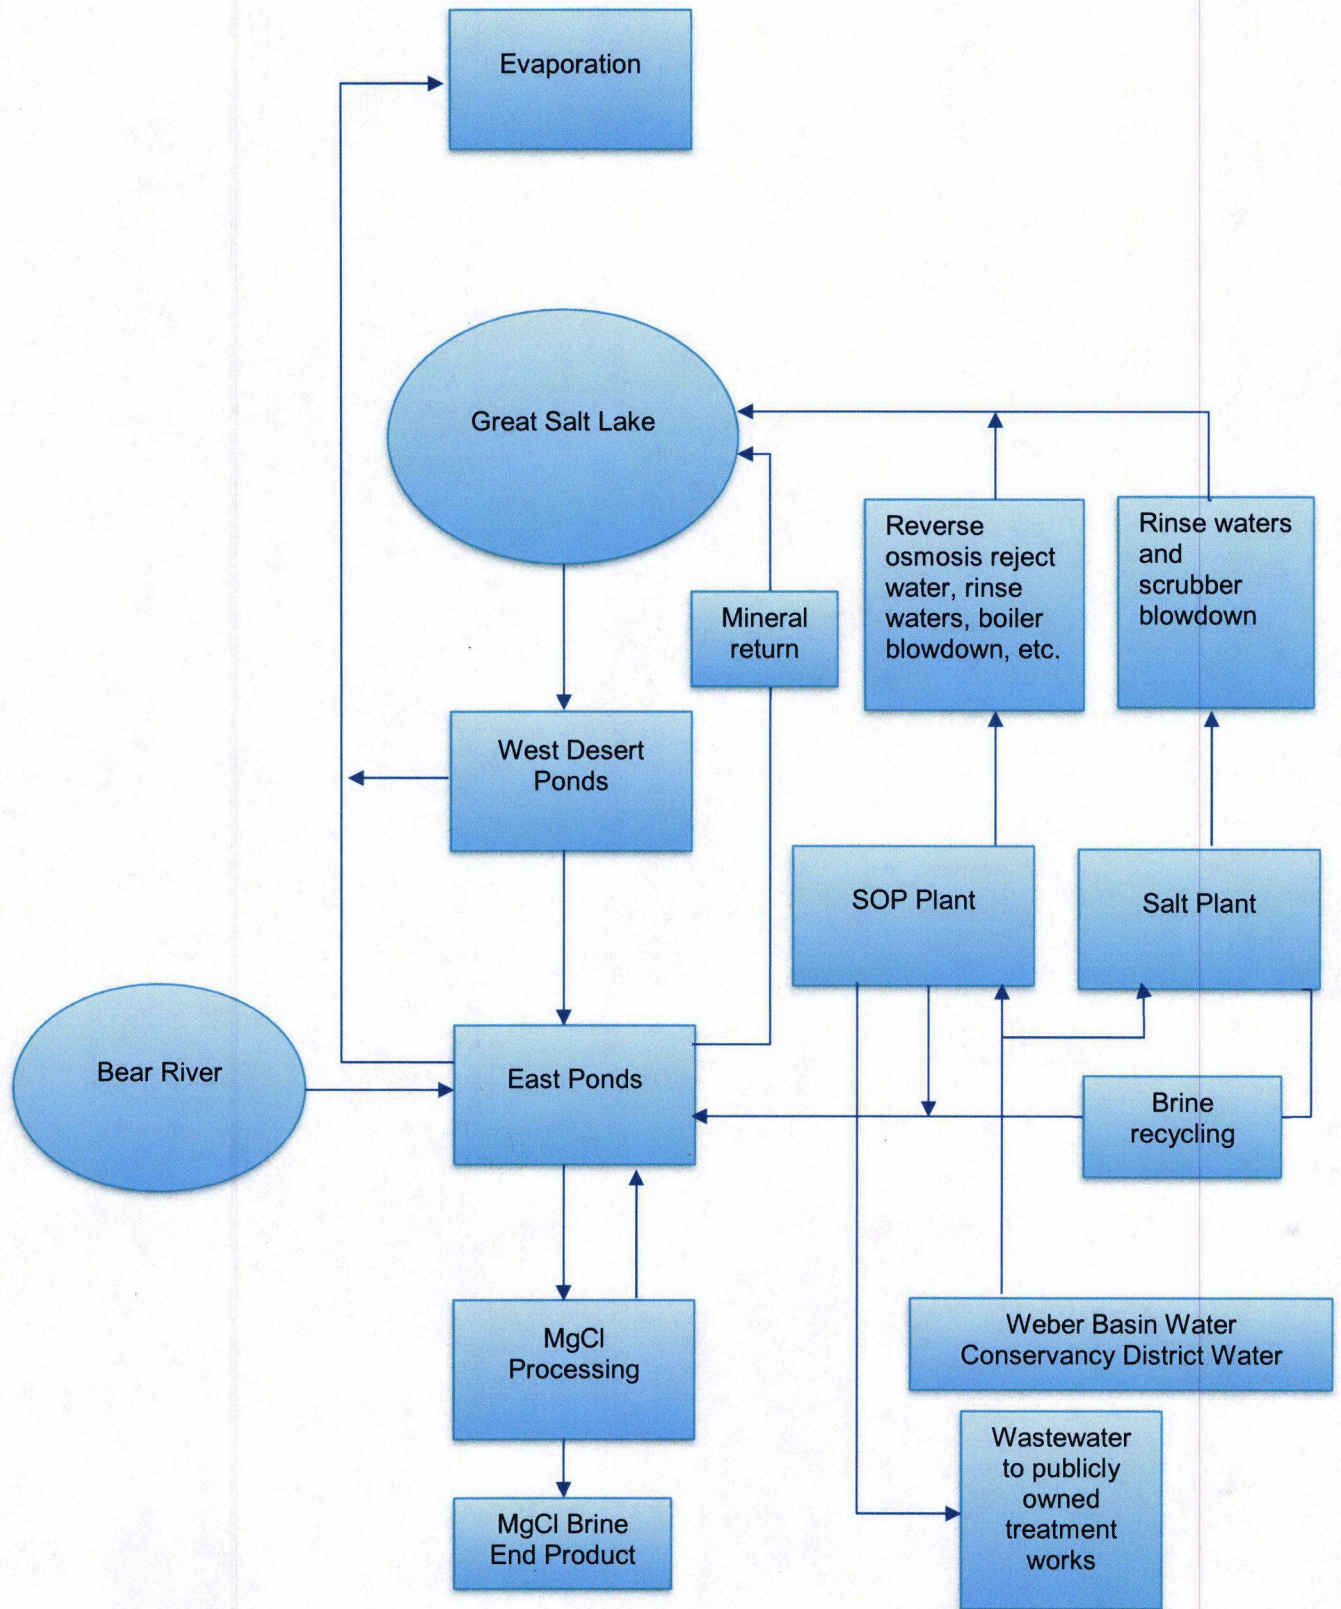 Evaporation
Great Salt Lake
Reverse
osmosis reject
water, rinse
waters, boiler
blowdown, etc.
Rinse waters
and
scrubber
blowdown
Mineral
return
West Desert
Ponds
SOP Plant
Salt Plant
Bear River
East Ponds
Brine
recycling
MgCl
Processing
Weber Basin Water
Conservancy District Water
MgCl Brine
End Product
Wastewater
to publicly
owned
treatment
works